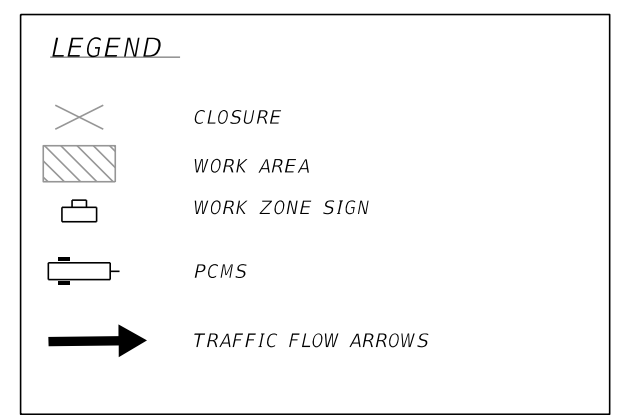 LEGEND
CLOSURE
WORK AREA
WORK ZONE SIGN
PCMS
TRAFFIC FLOW ARROWS